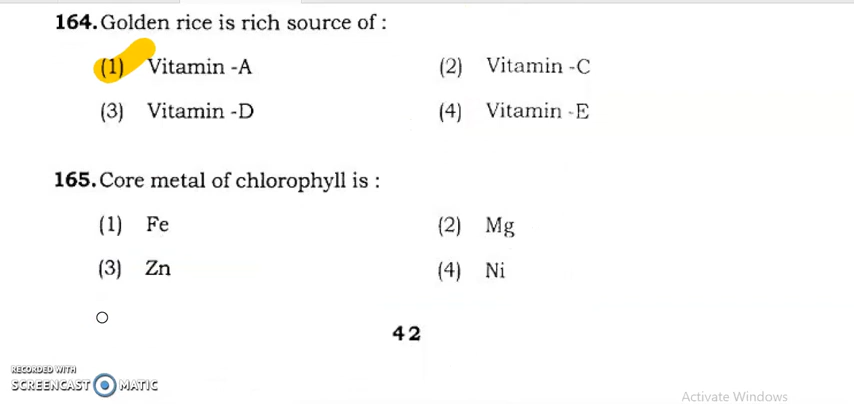 164. Golden rice is rich source of :
(1) Vitamin -A (2) Vitamin -C
(3) Vitamin -D (4) Vitamin -E
165. Core metal of chlorophyll is :
(1) Fe (2) Mg
(3) Zn (4) Ni
42
RECORDED WITH
SCREENCAST MATIC
Activate Windows